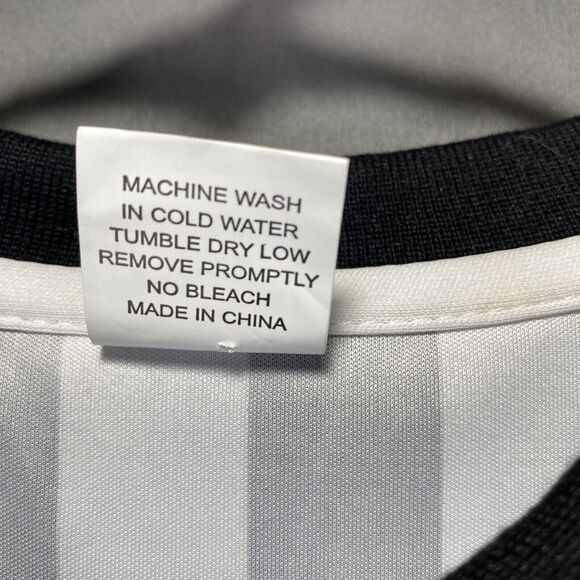 MACHINE WASH
IN COLD WATER
TUMBLE DRY LOW
REMOVE PROMPTLY
NO BLEACH
MADE IN CHINA